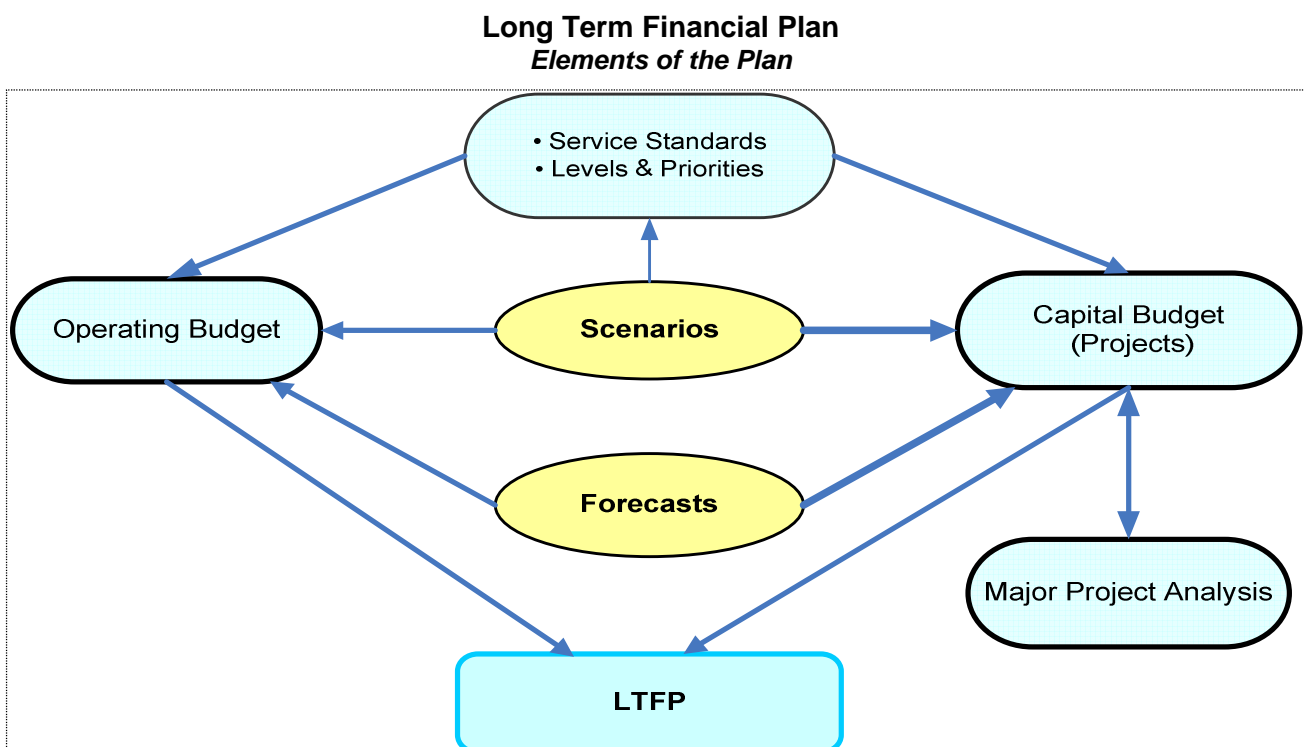 Long Term Financial Plan
Elements of the Plan
• Service Standards
• Levels & Priorities
Operating Budget
Scenarios
Capital Budget
(Projects)
Forecasts
Major Project Analysis
LTFP